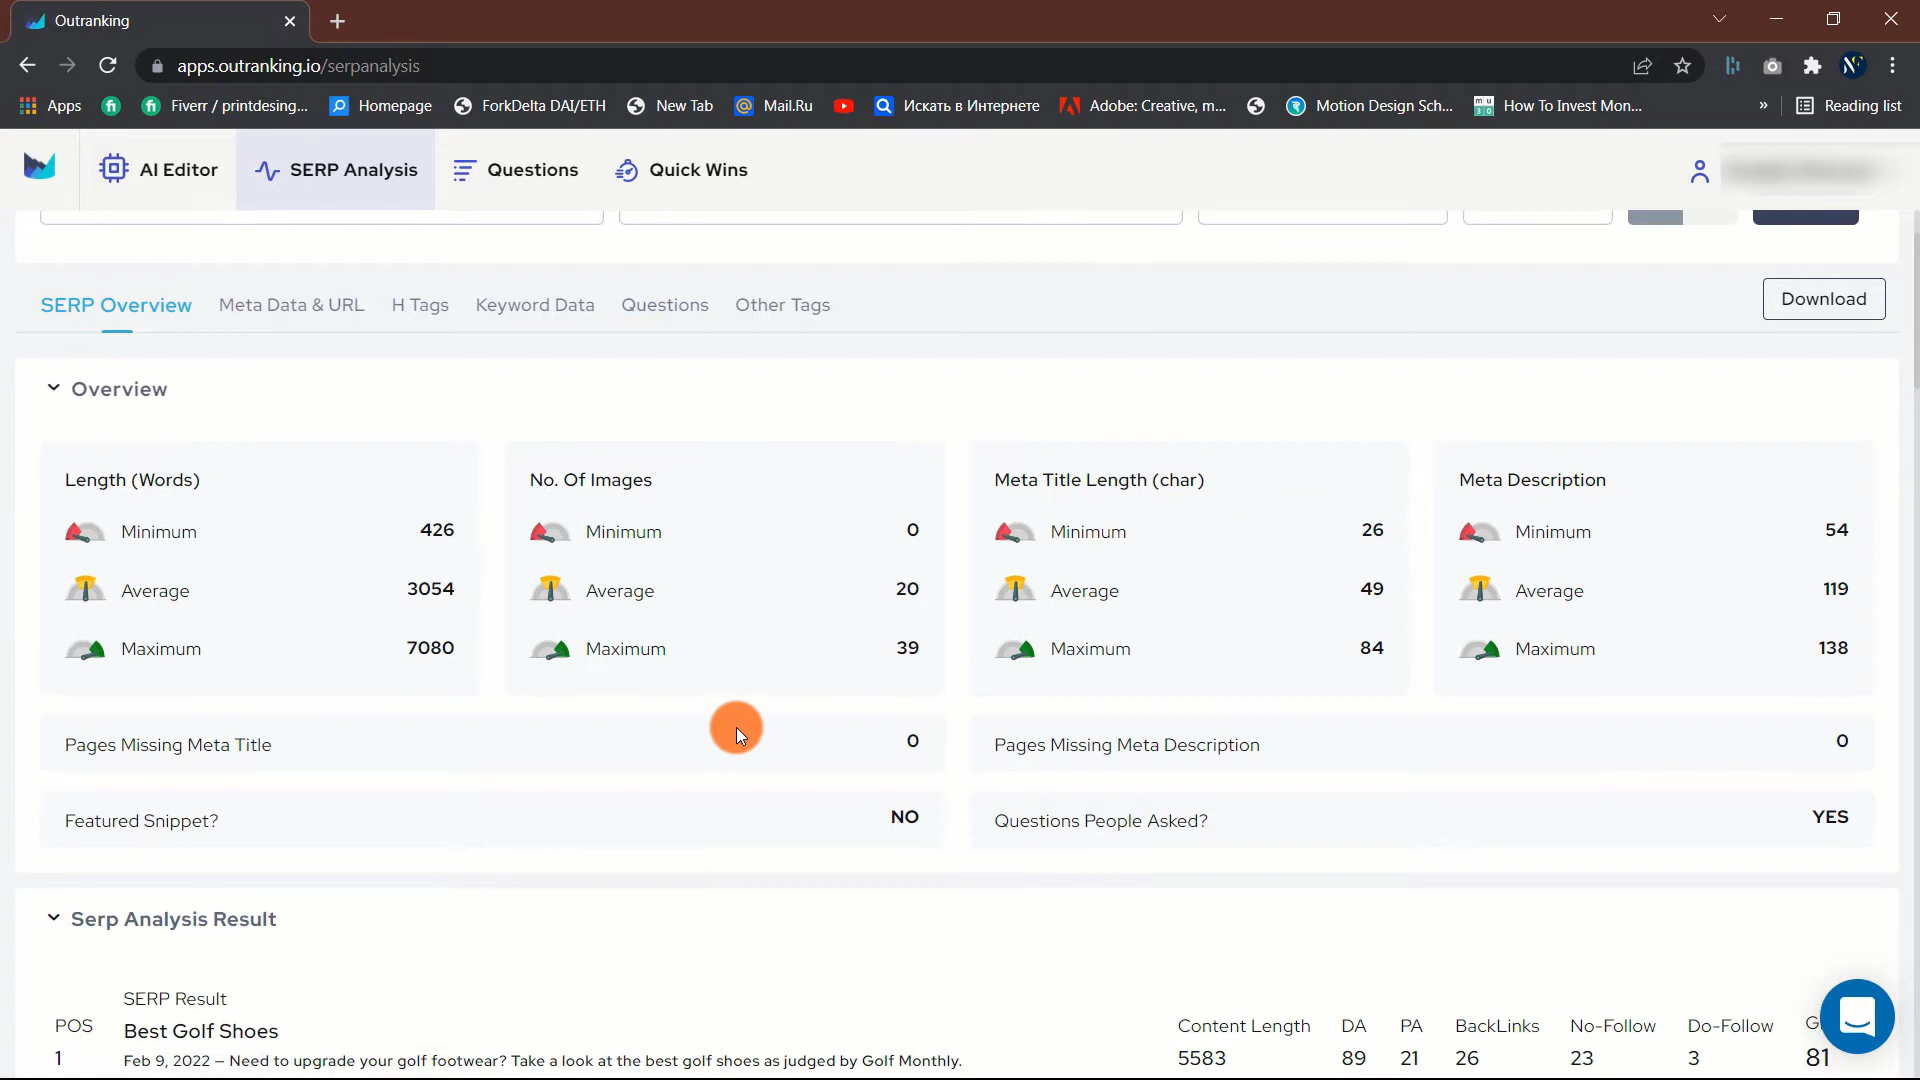 Outranking
apps.outranking.io/serpanalysis
Apps
Fiverr / printdesing...
Homepage
ForkDelta DAI/ETH
New Tab
Mail.Ru
Искать в Интернете
Adobe: Creative, m...
Motion Design Sch...
How To Invest Mon...
»
Reading list
AI Editor
SERP Analysis
Questions
Quick Wins
SERP Overview
Meta Data & URL
H Tags
Keyword Data
Questions
Other Tags
Download
Overview
Length (Words)
Minimum 426
Average 3054
Maximum 7080
No. Of Images
Minimum 0
Average 20
Maximum 39
Meta Title Length (char)
Minimum 26
Average 49
Maximum 84
Meta Description
Minimum 54
Average 119
Maximum 138
Pages Missing Meta Title 0
Pages Missing Meta Description 0
Featured Snippet? NO
Questions People Asked? YES
Serp Analysis Result
SERP Result
POS Best Golf Shoes Content Length DA PA BackLinks No-Follow Do-Follow
1 Feb 9, 2022 – Need to upgrade your golf footwear? Take a look at the best golf shoes as judged by Golf Monthly. 5583 89 21 26 23 3 81